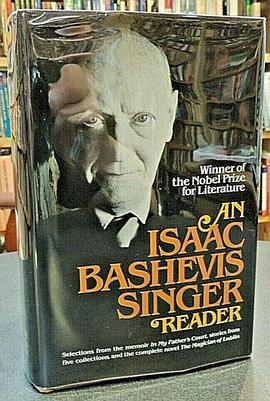 Winner of
the Nobel Prize
for Literature
AN
ISAAC
BASHEVIS
SINGER
READER
Selections from the memoir In My Father's Court, stories from
five collections, and the complete novel The Magician of Lublin